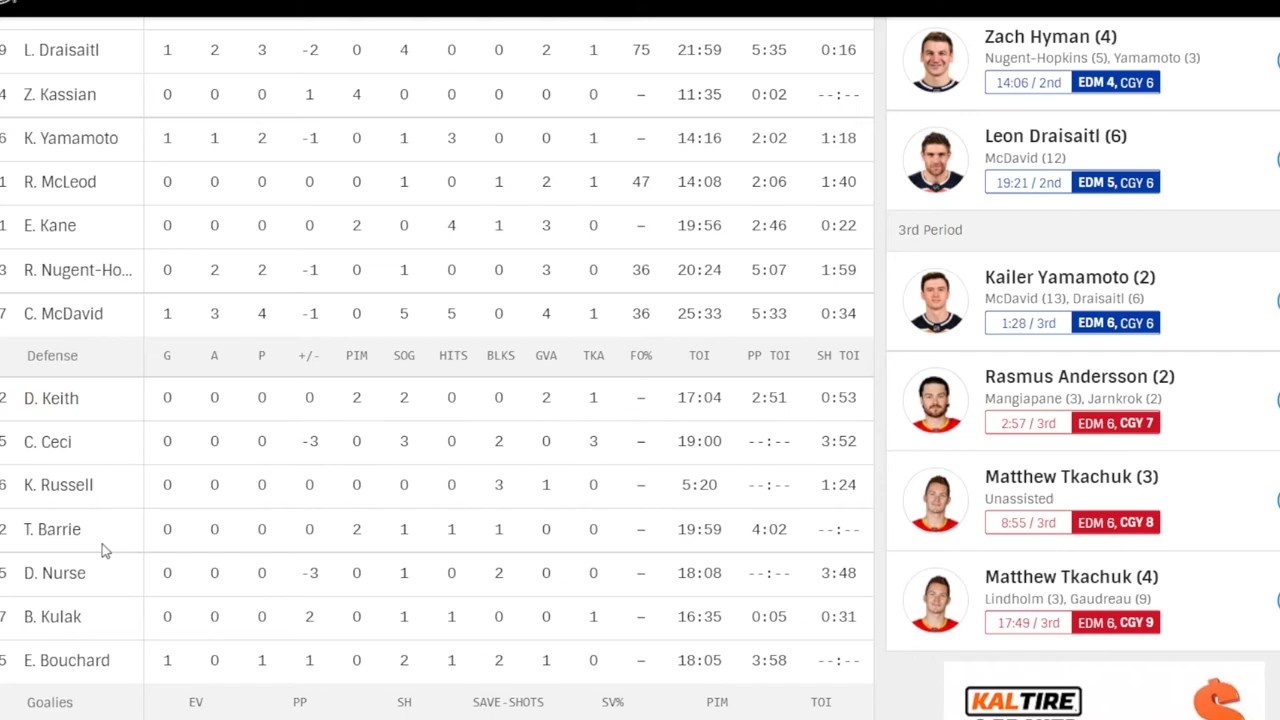 9 L. Draisaitl 1 2 3 -2 0 4 0 0 2 1 75 21:59 5:35 0:16
4 Z. Kassian 0 0 0 1 0 0 0 0 0 0 – 11:35 0:02 --:--
6 K. Yamamoto 1 1 2 -1 0 1 3 0 0 1 – 14:16 2:02 1:18
1 R. McLeod 0 0 0 0 0 1 1 1 2 1 47 14:08 2:06 1:40
1 E. Kane 0 0 0 0 2 0 4 1 3 0 – 19:56 2:46 0:22
3 R. Nugent-Ho... 0 2 2 -1 0 1 0 0 3 0 36 20:24 5:07 1:59
7 C. McDavid 1 3 4 -1 0 5 5 0 4 1 36 25:33 5:33 0:34
Defense G A P +/- PIM SOG HITS BLKS GVA TKA FO% TOI PP TOI SH TOI
2 D. Keith 0 0 0 0 2 2 0 0 2 1 – 17:04 2:51 0:53
5 C. Ceci 0 0 0 -3 0 3 0 2 0 3 – 19:00 --:-- 3:52
6 K. Russell 0 0 0 0 0 0 0 3 1 0 – 5:20 --:-- 1:24
2 T. Barrie 0 0 0 0 2 1 1 1 0 0 – 19:59 4:02 --:--
5 D. Nurse 0 0 0 -3 0 1 0 2 0 0 – 18:08 --:-- 3:48
7 B. Kulak 0 0 0 2 0 1 1 0 0 1 – 16:35 0:05 0:31
5 E. Bouchard 1 0 1 1 0 2 1 2 1 0 – 18:05 3:58 --:--
Goalies EV PP SH SAVE-SHOTS SV% PIM TOI
Zach Hyman (4)
Nugent-Hopkins (5), Yamamoto (3)
14:06 / 2nd EDM 4, CGY 6
Leon Draisaitl (6)
McDavid (12)
19:21 / 2nd EDM 5, CGY 6
3rd Period
Kailer Yamamoto (2)
McDavid (13), Draisaitl (6)
1:28 / 3rd EDM 6, CGY 6
Rasmus Andersson (2)
Mangiapane (3), Jarnkrok (2)
2:57 / 3rd EDM 6, CGY 7
Matthew Tkachuk (3)
Unassisted
8:55 / 3rd EDM 6, CGY 8
Matthew Tkachuk (4)
Lindholm (3), Gaudreau (9)
17:49 / 3rd EDM 6, CGY 9
KALTIRE